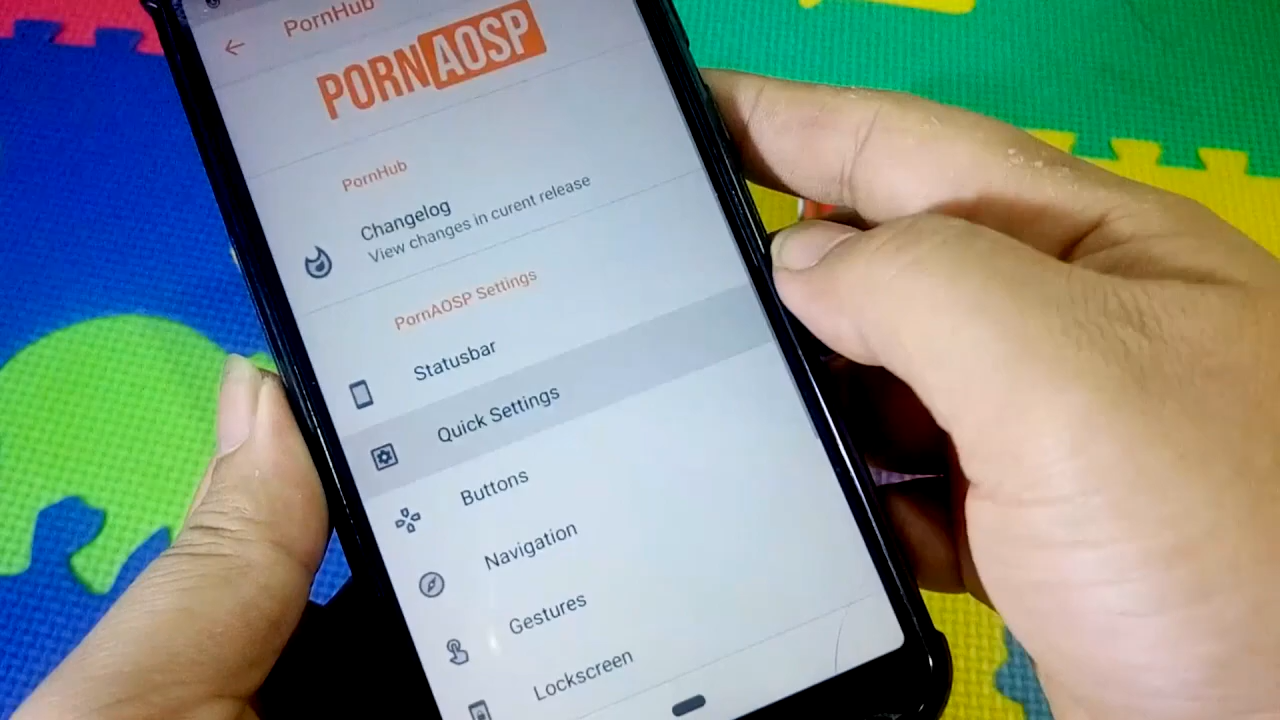 PornHub
PORNAOSP
PornHub
Changelog
View changes in curent release
PornAOSP Settings
Statusbar
Quick Settings
Buttons
Navigation
Gestures
Lockscreen